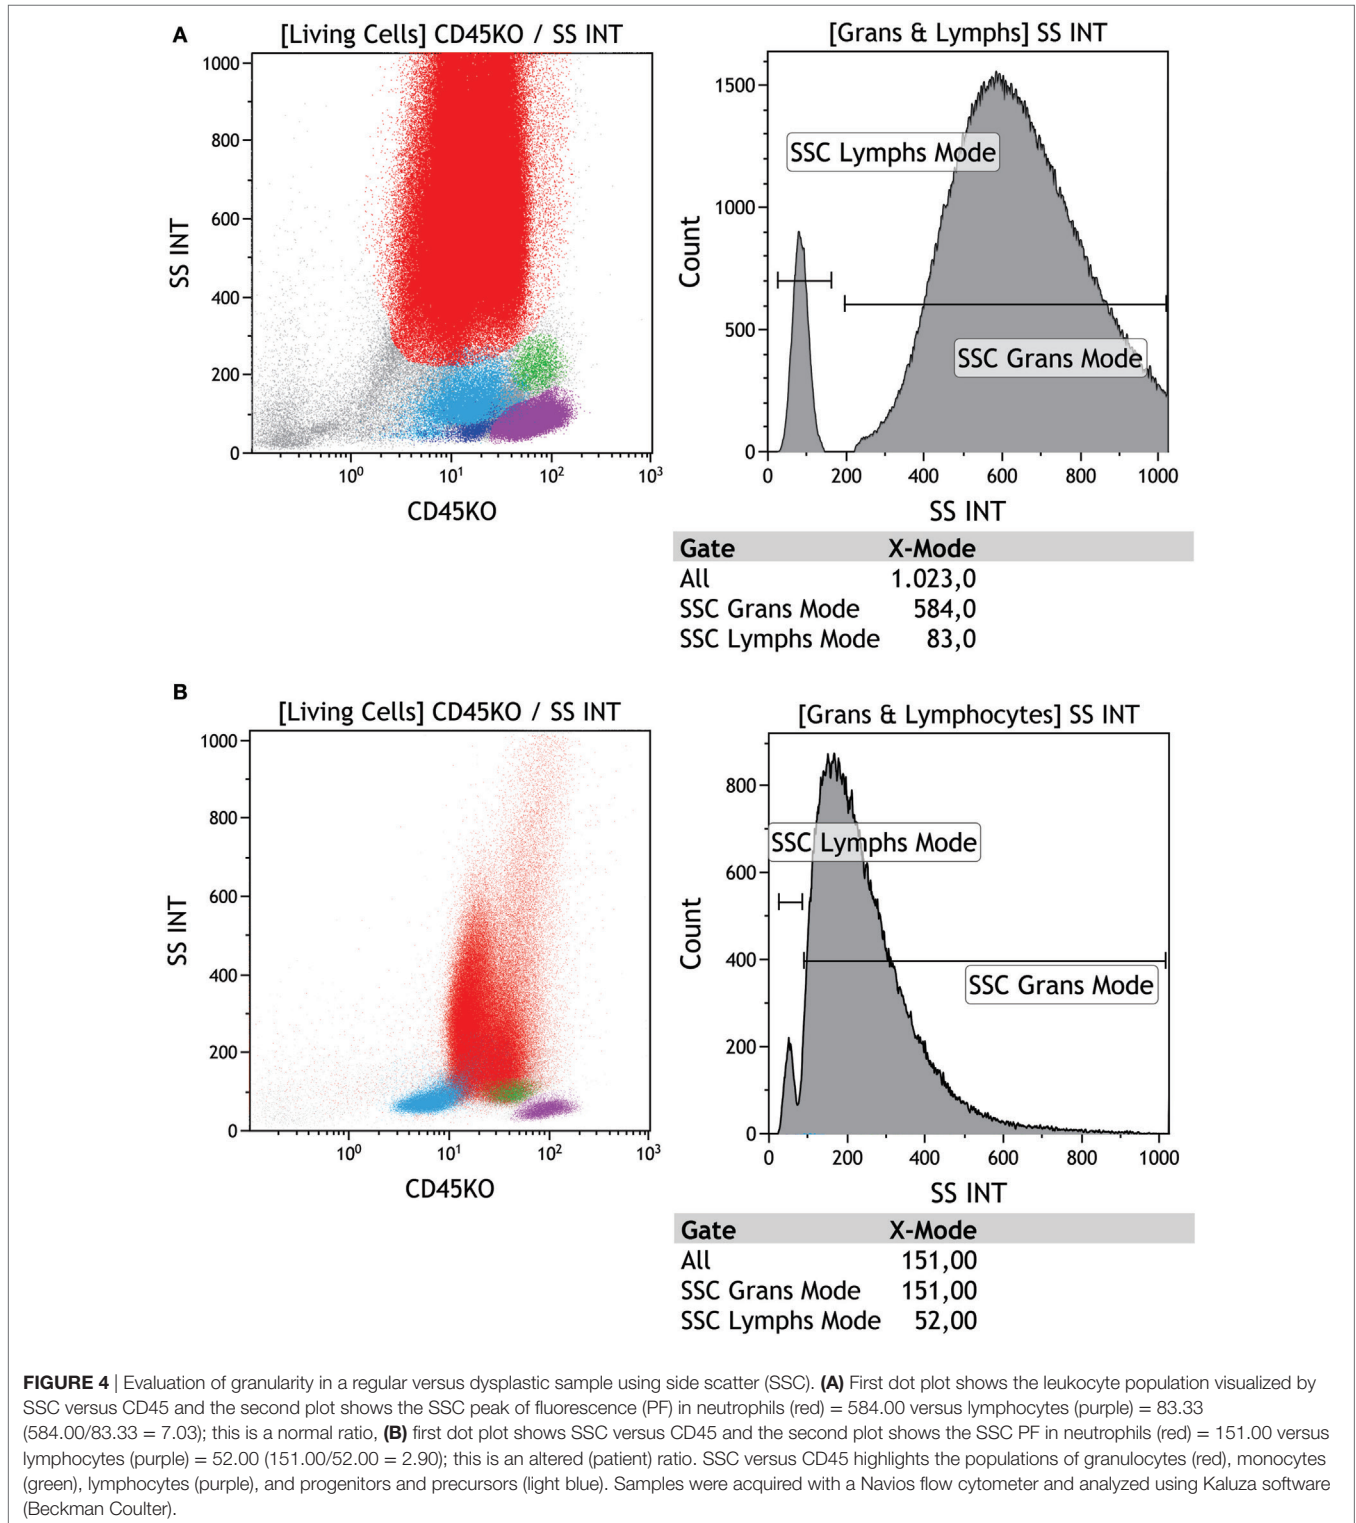 A
[Living Cells] CD45KO / SS INT
1000
800
600
400
200
0
SS INT
10⁰ 10¹ 10² 10³
CD45KO
[Grans & Lymphs] SS INT
1500
1000
500
0
Count
SSC Lymphs Mode
SSC Grans Mode
0 200 400 600 800 1000
SS INT
Gate X-Mode
All 1.023,0
SSC Grans Mode 584,0
SSC Lymphs Mode 83,0
B
[Living Cells] CD45KO / SS INT
1000
800
600
400
200
0
SS INT
10⁰ 10¹ 10² 10³
CD45KO
[Grans & Lymphocytes] SS INT
800
600
400
200
0
Count
SSC Lymphs Mode
SSC Grans Mode
0 200 400 600 800 1000
SS INT
Gate X-Mode
All 151,00
SSC Grans Mode 151,00
SSC Lymphs Mode 52,00
FIGURE 4 | Evaluation of granularity in a regular versus dysplastic sample using side scatter (SSC). (A) First dot plot shows the leukocyte population visualized by
SSC versus CD45 and the second plot shows the SSC peak of fluorescence (PF) in neutrophils (red) = 584.00 versus lymphocytes (purple) = 83.33
(584.00/83.33 = 7.03); this is a normal ratio, (B) first dot plot shows SSC versus CD45 and the second plot shows the SSC PF in neutrophils (red) = 151.00 versus
lymphocytes (purple) = 52.00 (151.00/52.00 = 2.90); this is an altered (patient) ratio. SSC versus CD45 highlights the populations of granulocytes (red), monocytes
(green), lymphocytes (purple), and progenitors and precursors (light blue). Samples were acquired with a Navios flow cytometer and analyzed using Kaluza software
(Beckman Coulter).